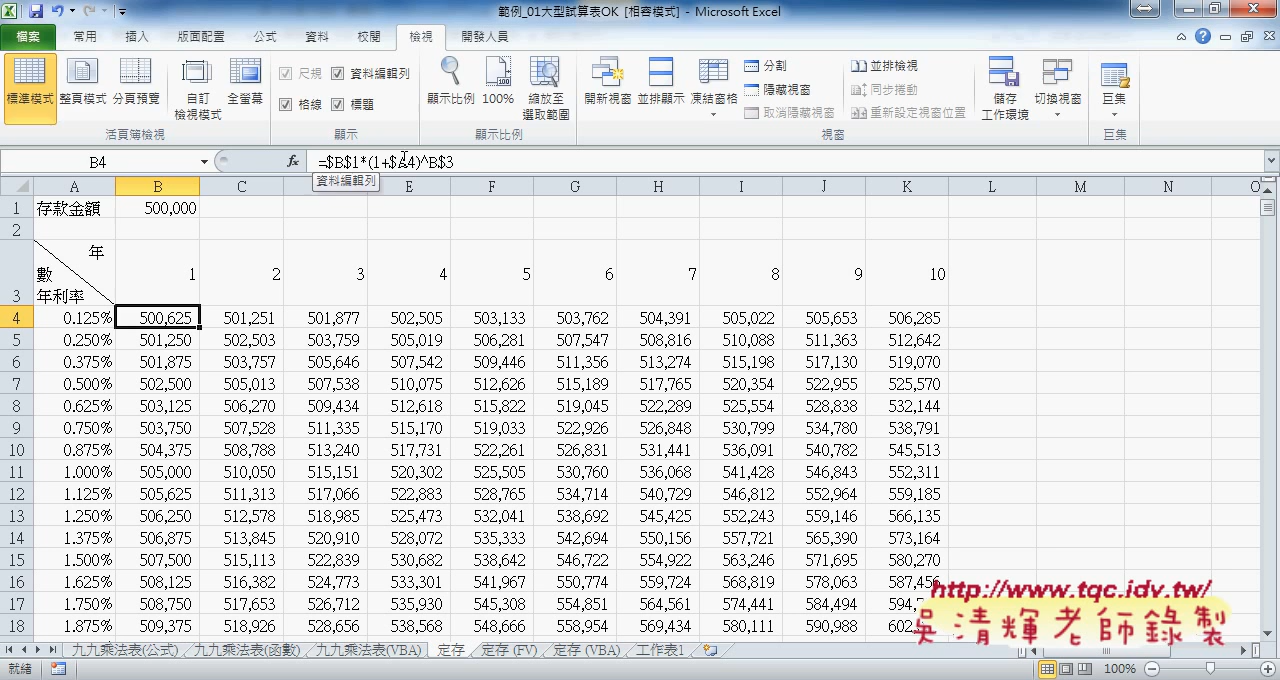 範例_01大型試算表OK [相容模式] - Microsoft Excel
檔案 常用 插入 版面配置 公式 資料 校閱 檢視 開發人員
標準模式 整頁模式 分頁預覽 自訂檢視模式 全螢幕
活頁簿檢視
尺規 資料編輯列
格線 標題
顯示
顯示比例 100% 縮放至選取範圍
顯示比例
開新視窗 並排顯示 凍結窗格
分割
隱藏視窗
取消隱藏視窗
並排檢視
同步捲動
重新設定視窗位置
儲存工作環境 切換視窗
視窗
巨集
巨集
B4 fx =$B$1*(1+$A4)^B$3
資料編輯列
A B C E F G H I J K L M N O
1 存款金額 500,000
2
年
數 1 2 3 4 5 6 7 8 9 10
3 年利率
4 0.125% 500,625 501,251 501,877 502,505 503,133 503,762 504,391 505,022 505,653 506,285
5 0.250% 501,250 502,503 503,759 505,019 506,281 507,547 508,816 510,088 511,363 512,642
6 0.375% 501,875 503,757 505,646 507,542 509,446 511,356 513,274 515,198 517,130 519,070
7 0.500% 502,500 505,013 507,538 510,075 512,626 515,189 517,765 520,354 522,955 525,570
8 0.625% 503,125 506,270 509,434 512,618 515,822 519,045 522,289 525,554 528,838 532,144
9 0.750% 503,750 507,528 511,335 515,170 519,033 522,926 526,848 530,799 534,780 538,791
10 0.875% 504,375 508,788 513,240 517,731 522,261 526,831 531,441 536,091 540,782 545,513
11 1.000% 505,000 510,050 515,151 520,302 525,505 530,760 536,068 541,428 546,843 552,311
12 1.125% 505,625 511,313 517,066 522,883 528,765 534,714 540,729 546,812 552,964 559,185
13 1.250% 506,250 512,578 518,985 525,473 532,041 538,692 545,425 552,243 559,146 566,135
14 1.375% 506,875 513,845 520,910 528,072 535,333 542,694 550,156 557,721 565,390 573,164
15 1.500% 507,500 515,113 522,839 530,682 538,642 546,722 554,922 563,246 571,695 580,270
16 1.625% 508,125 516,382 524,773 533,301 541,967 550,774 559,724 568,819 578,063 587,456
17 1.750% 508,750 517,653 526,712 535,930 545,308 554,851 564,561 574,441 584,494
18 1.875% 509,375 518,926 528,656 538,568 548,666 558,954 569,434 580,111 590,988
http://www.tqc.idv.tw/
吳清輝老師錄製
九九乘法表(公式) 九九乘法表(函數) 九九乘法表(VBA) 定存 定存 (FV) 定存 (VBA) 工作表1
就緒 100%